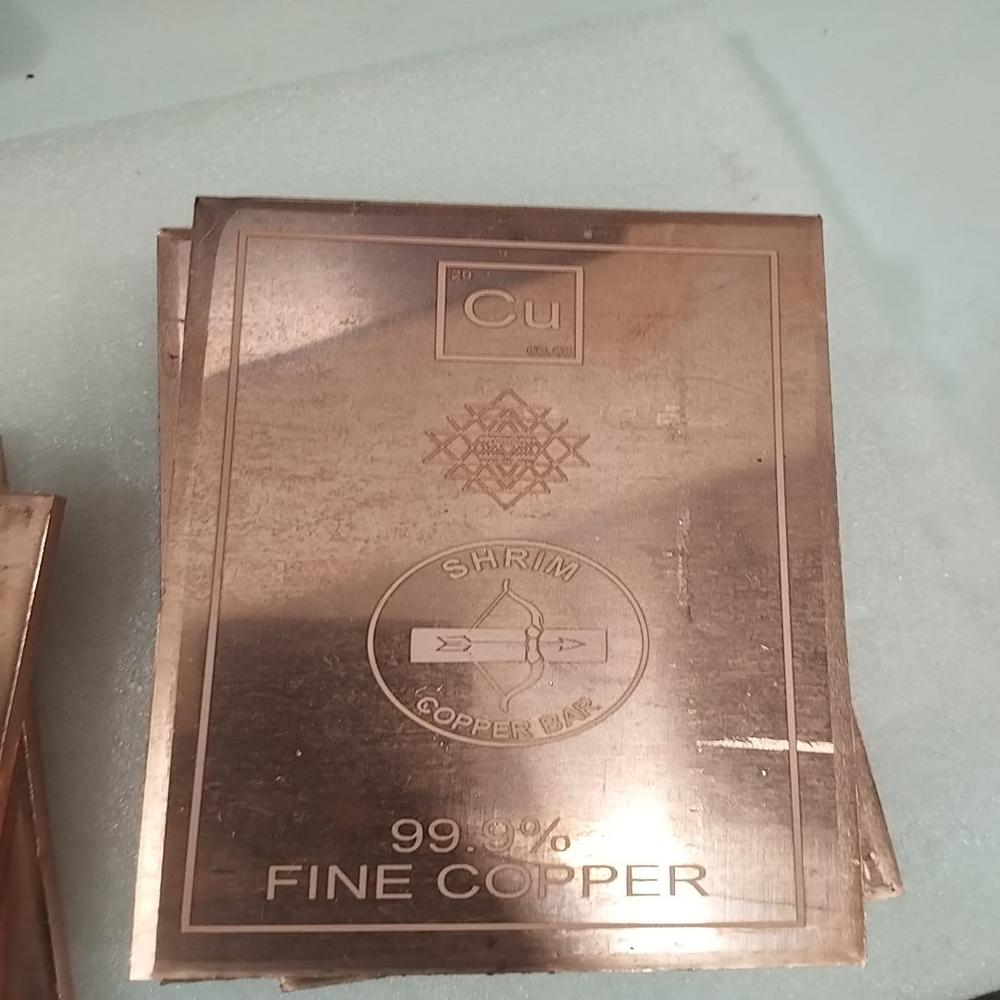 29
Cu
SHRIM
COPPER BAR
99.9%
FINE COPPER